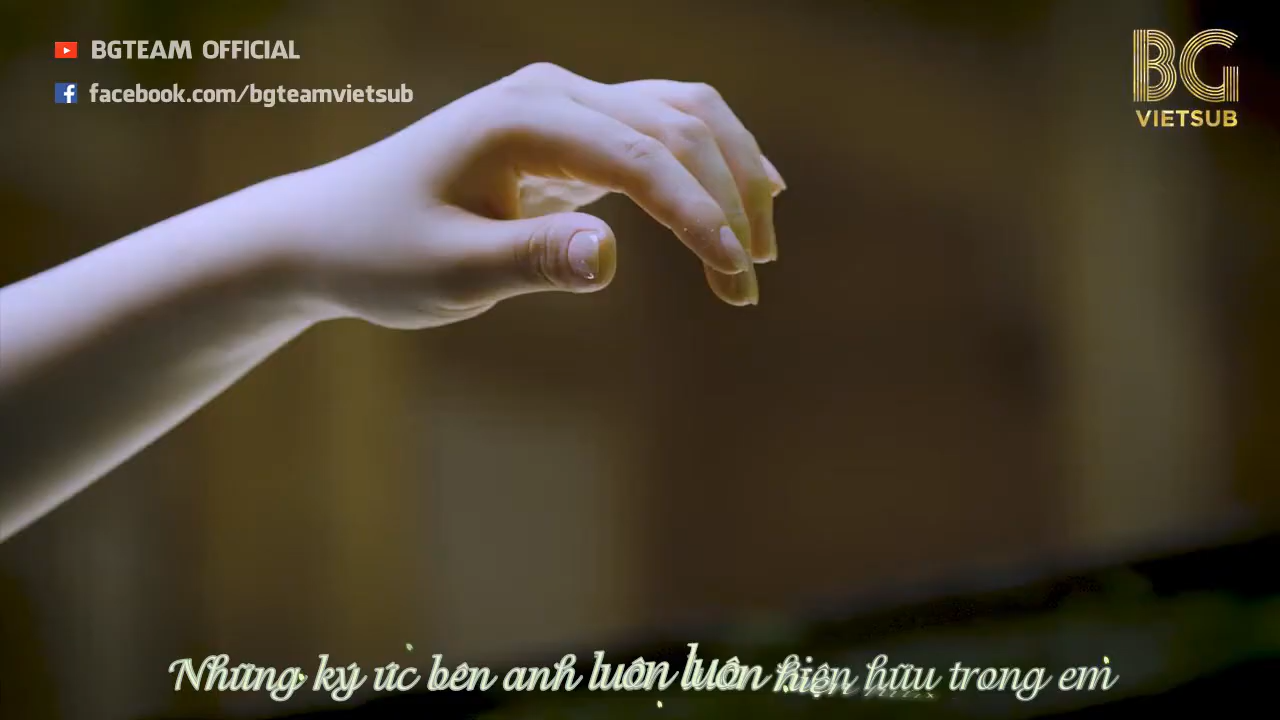 BGTEAM OFFICIAL
facebook.com/bgteamvietsub
BG
VIETSUB
Những ký ức bên anh luôn luôn hiện hữu trong em